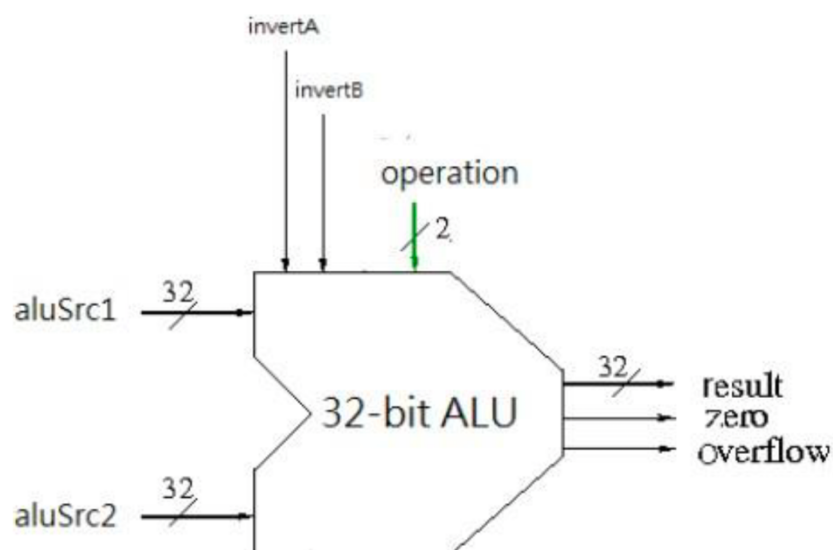 invertA
invertB
operation
2
32
aluSrc1
32
result
32-bit ALU
zero
overflow
32
aluSrc2